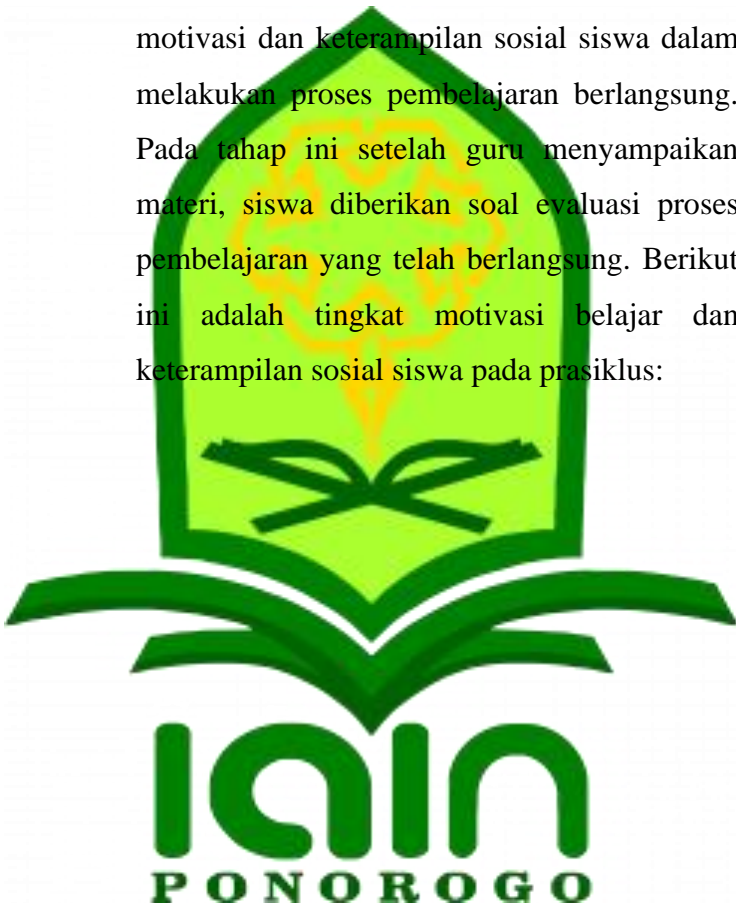 motivasi dan keterampilan sosial siswa dalam
melakukan proses pembelajaran berlangsung.
Pada tahap ini setelah guru menyampaikan
materi, siswa diberikan soal evaluasi proses
pembelajaran yang telah berlangsung. Berikut
ini adalah tingkat motivasi belajar dan
keterampilan sosial siswa pada prasiklus:
IAIN
PONOROGO